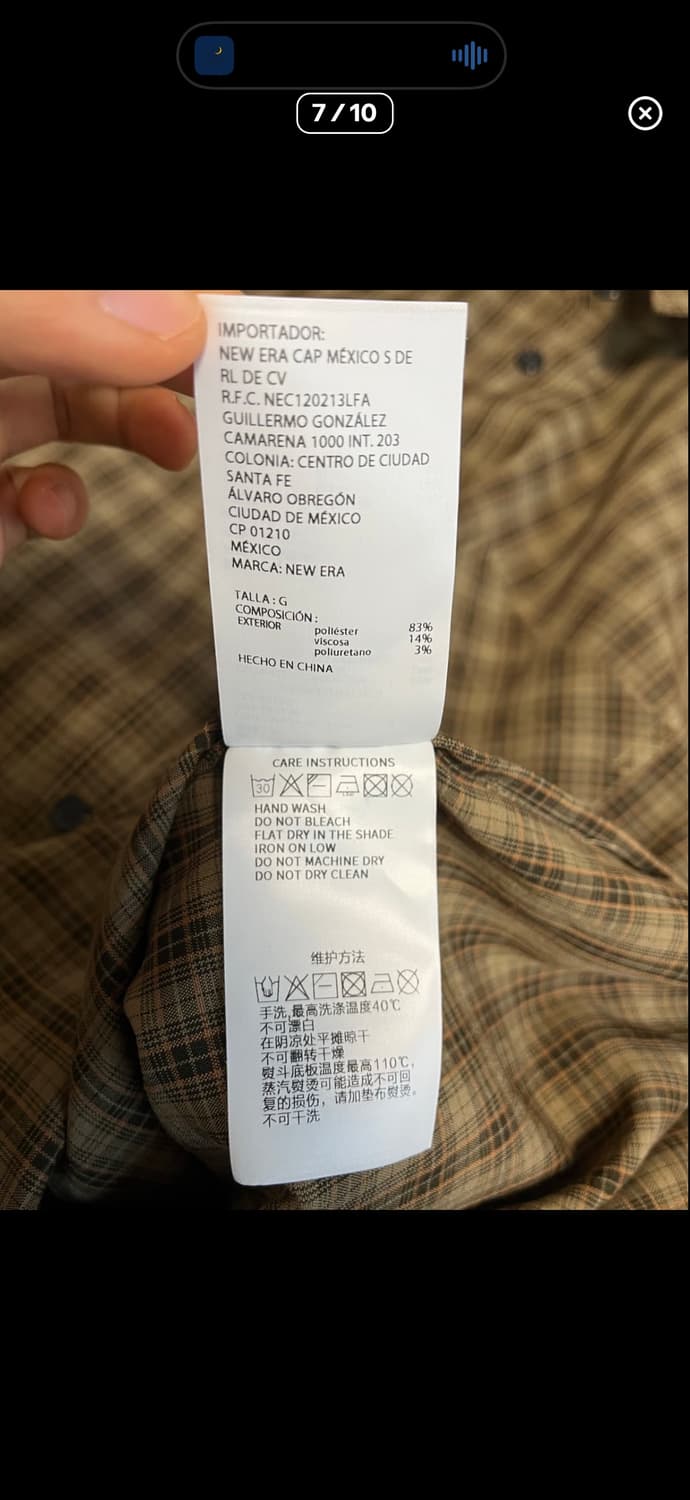 7/10
IMPORTADOR:
NEW ERA CAP MÉXICO S DE
RL DE CV
R.F.C. NEC120213LFA
GUILLERMO GONZÁLEZ
CAMARENA 1000 INT. 203
COLONIA: CENTRO DE CIUDAD
SANTA FE
ÁLVARO OBREGÓN
CIUDAD DE MÉXICO
CP 01210
MÉXICO
MARCA: NEW ERA
TALLA : G
COMPOSICIÓN :
EXTERIOR poliéster 83%
viscosa 14%
poliuretano 3%
HECHO EN CHINA
CARE INSTRUCTIONS
30
HAND WASH
DO NOT BLEACH
FLAT DRY IN THE SHADE
IRON ON LOW
DO NOT MACHINE DRY
DO NOT DRY CLEAN
维护方法
手洗,最高洗涤温度40℃
不可漂白
在阴凉处平摊晾干
不可翻转干燥
熨斗底板温度最高110℃,
蒸汽熨烫可能造成不可回
复的损伤，请加垫布熨烫。
不可干洗